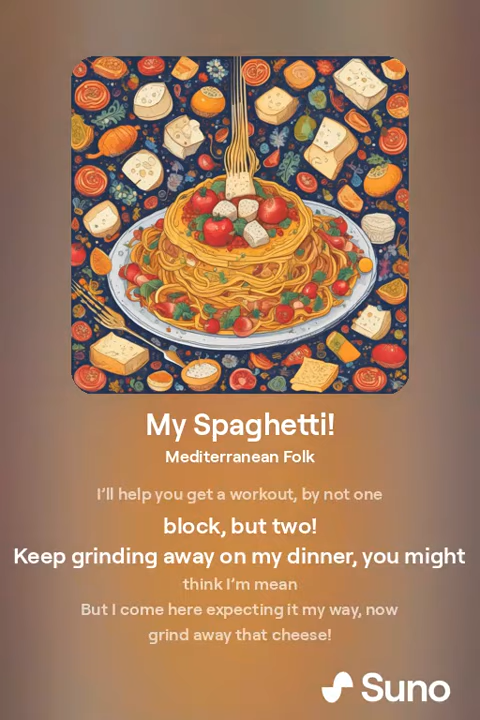 My Spaghetti!
Mediterranean Folk
I'll help you get a workout, by not one
block, but two!
Keep grinding away on my dinner, you might
think I'm mean
But I come here expecting it my way, now
grind away that cheese!
Suno